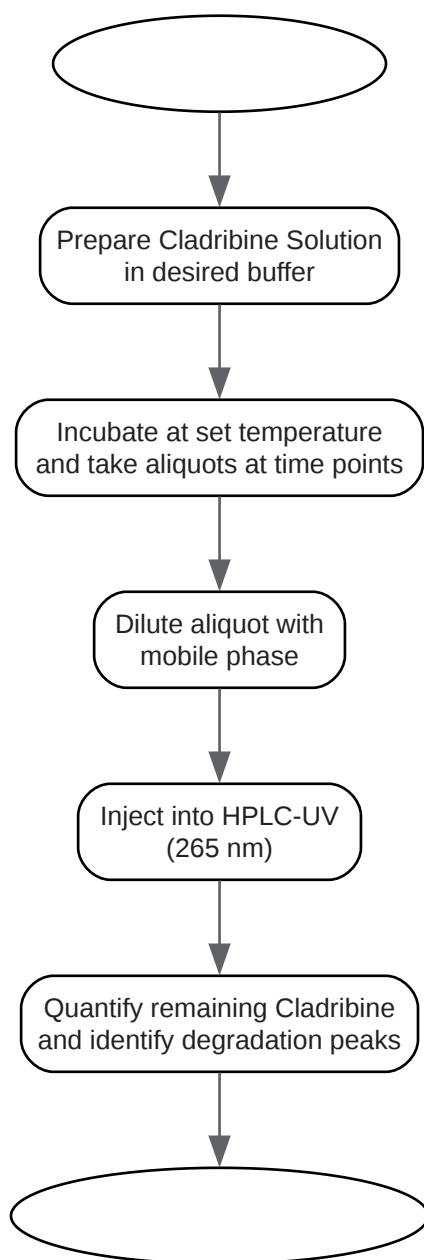 Prepare Cladribine Solution
in desired buffer
Incubate at set temperature
and take aliquots at time points
Dilute aliquot with
mobile phase
Inject into HPLC-UV
(265 nm)
Quantify remaining Cladribine
and identify degradation peaks